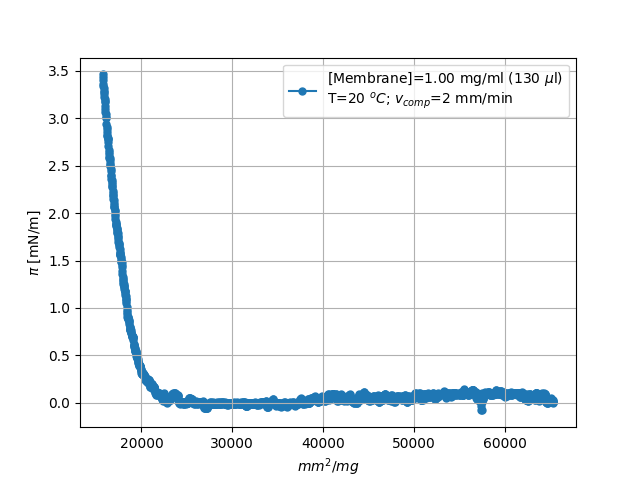 [Membrane]=1.00 mg/ml (130 μl)
T=20 °C; v_comp=2 mm/min
3.5
3.0
2.5
2.0
1.5
1.0
0.5
0.0
π [mN/m]
20000 30000 40000 50000 60000
mm²/mg